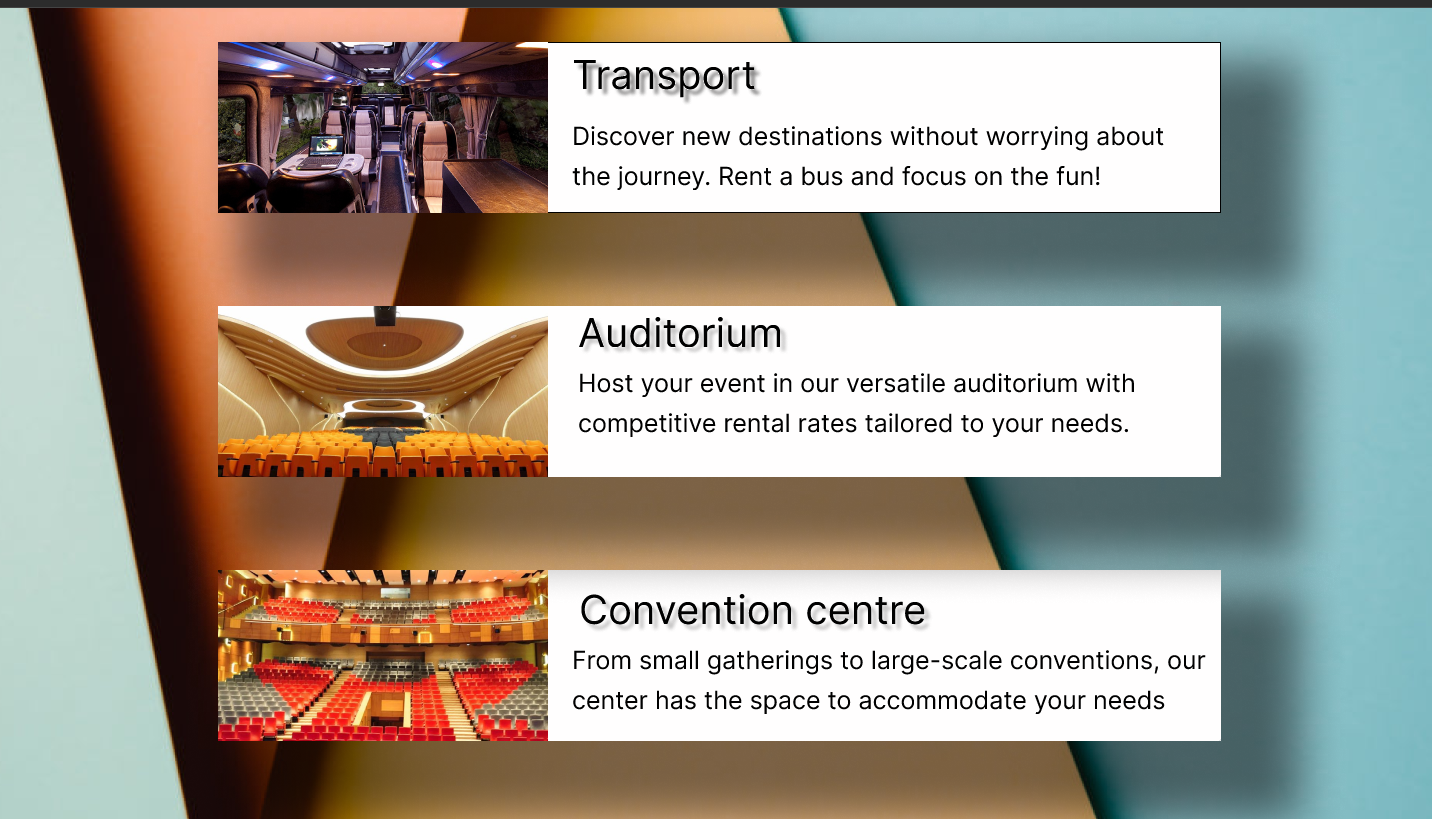 Transport
Discover new destinations without worrying about
the journey. Rent a bus and focus on the fun!
Auditorium
Host your event in our versatile auditorium with
competitive rental rates tailored to your needs.
Convention centre
From small gatherings to large-scale conventions, our
center has the space to accommodate your needs